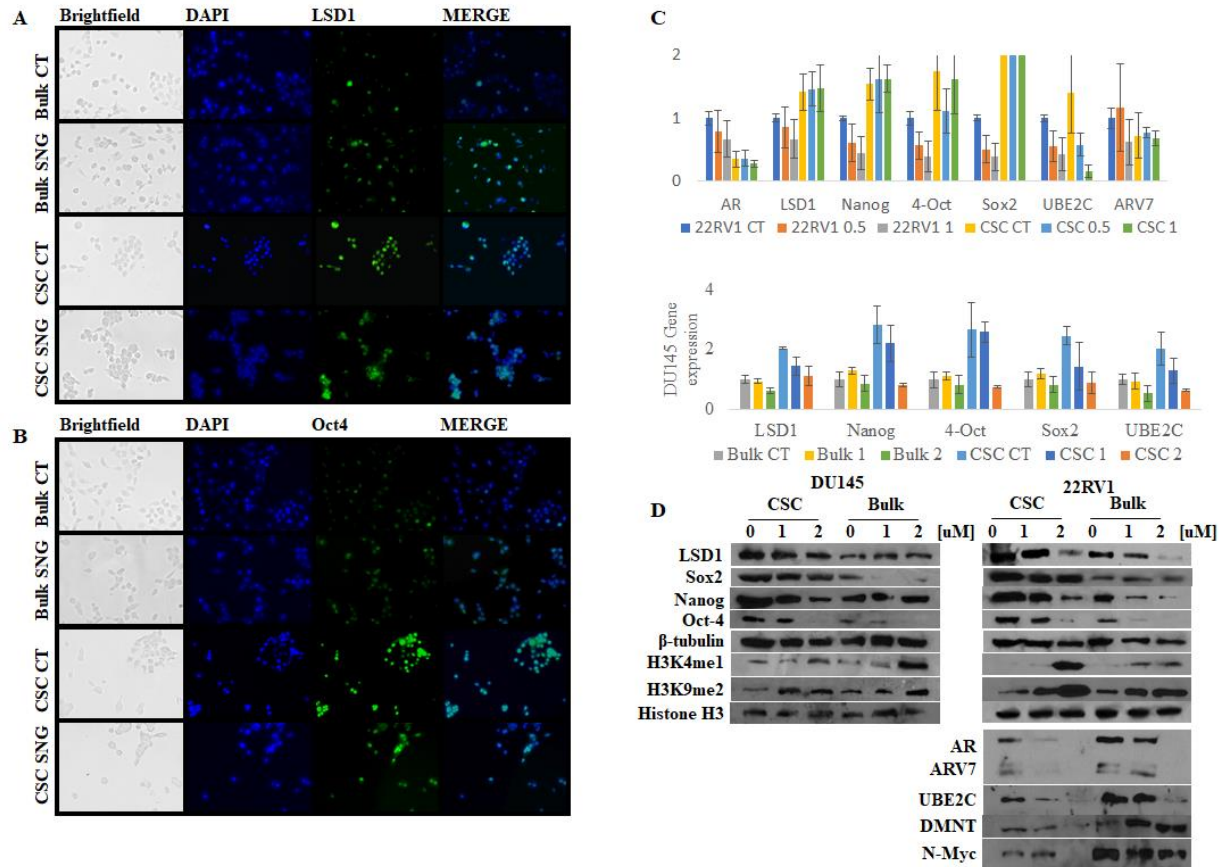 A
Brightfield DAPI LSD1 MERGE
Bulk CT
Bulk SNG
CSC CT
CSC SNG
B
Brightfield DAPI Oct4 MERGE
Bulk CT
Bulk SNG
CSC CT
CSC SNG
C
2
1
0
AR LSD1 Nanog 4-Oct Sox2 UBE2C ARV7
22RV1 CT 22RV1 0.5 22RV1 1 CSC CT CSC 0.5 CSC 1
DU145 Gene
expression
4
2
0
LSD1 Nanog 4-Oct Sox2 UBE2C
Bulk CT Bulk 1 Bulk 2 CSC CT CSC 1 CSC 2
D
DU145
CSC Bulk
0 1 2 0 1 2 [uM]
22RV1
CSC Bulk
0 1 2 0 1 2 [uM]
LSD1
Sox2
Nanog
Oct-4
β-tubulin
H3K4me1
H3K9me2
Histone H3
AR
ARV7
UBE2C
DMNT
N-Myc